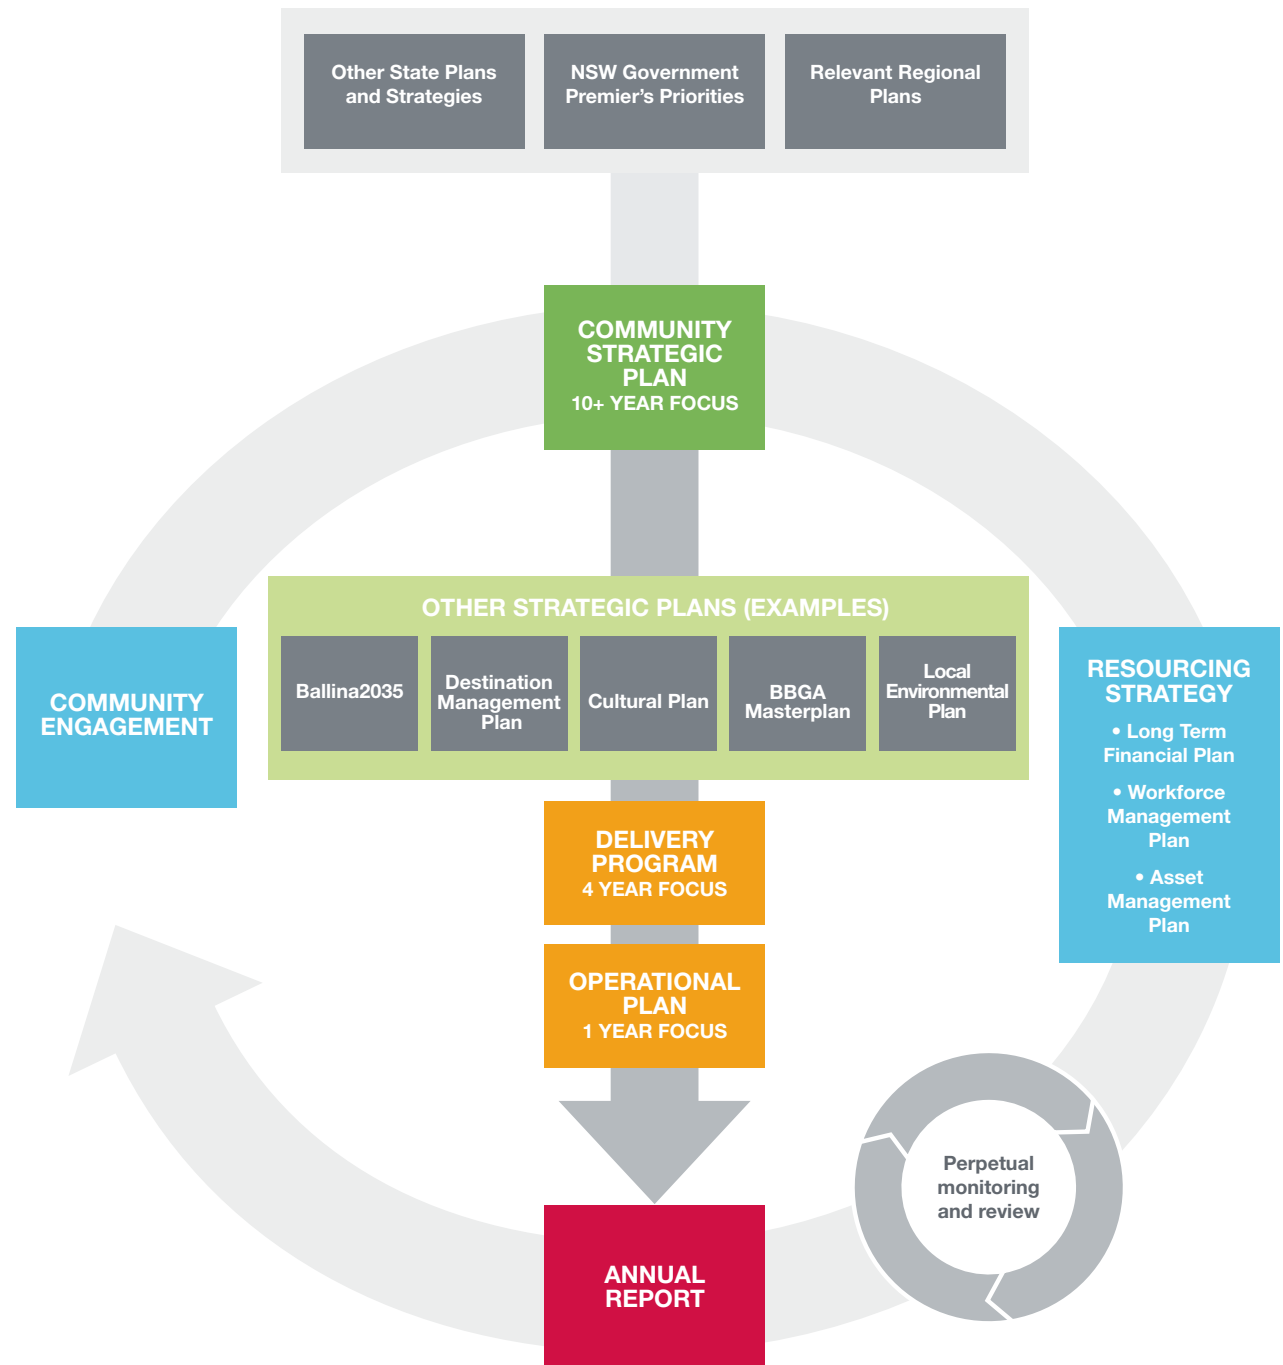 Other State Plans
and Strategies
NSW Government
Premier’s Priorities
Relevant Regional
Plans
COMMUNITY
STRATEGIC
PLAN
10+ YEAR FOCUS
OTHER STRATEGIC PLANS (EXAMPLES)
Ballina2035
Destination
Management
Plan
Cultural Plan
BBGA
Masterplan
Local
Environmental
Plan
COMMUNITY
ENGAGEMENT
RESOURCING
STRATEGY
• Long Term
Financial Plan
• Workforce
Management
Plan
• Asset
Management
Plan
DELIVERY
PROGRAM
4 YEAR FOCUS
OPERATIONAL
PLAN
1 YEAR FOCUS
Perpetual
monitoring
and review
ANNUAL
REPORT